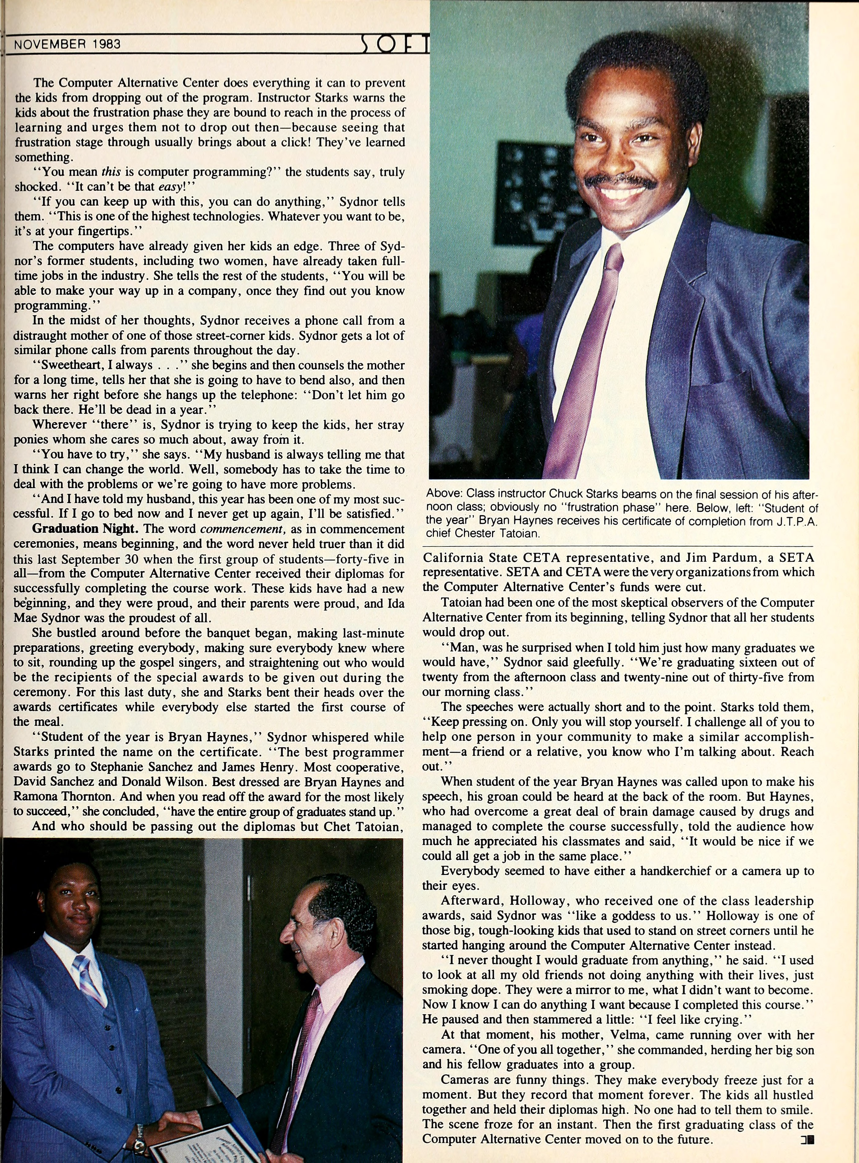 NOVEMBER 1983
SOFT
The Computer Alternative Center does everything it can to prevent
the kids from dropping out of the program. Instructor Starks warns the
kids about the frustration phase they are bound to reach in the process of
learning and urges them not to drop out then—because seeing that
frustration stage through usually brings about a click! They've learned
something.
“You mean this is computer programming?” the students say, truly
shocked. “It can't be that easy!”
“If you can keep up with this, you can do anything,” Sydnor tells
them. “This is one of the highest technologies. Whatever you want to be,
it's at your fingertips.”
The computers have already given her kids an edge. Three of Syd-
nor's former students, including two women, have already taken full-
time jobs in the industry. She tells the rest of the students, “You will be
able to make your way up in a company, once they find out you know
programming.”
In the midst of her thoughts, Sydnor receives a phone call from a
distraught mother of one of those street-corner kids. Sydnor gets a lot of
similar phone calls from parents throughout the day.
“Sweetheart, I always . . .” she begins and then counsels the mother
for a long time, tells her that she is going to have to bend also, and then
warns her right before she hangs up the telephone: “Don't let him go
back there. He'll be dead in a year.”
Wherever “there” is, Sydnor is trying to keep the kids, her stray
ponies whom she cares so much about, away from it.
“You have to try,” she says. “My husband is always telling me that
I think I can change the world. Well, somebody has to take the time to
deal with the problems or we're going to have more problems.
“And I have told my husband, this year has been one of my most suc-
cessful. If I go to bed now and I never get up again, I'll be satisfied.”
Graduation Night. The word commencement, as in commencement
ceremonies, means beginning, and the word never held truer than it did
this last September 30 when the first group of students—forty-five in
all—from the Computer Alternative Center received their diplomas for
successfully completing the course work. These kids have had a new
beginning, and they were proud, and their parents were proud, and Ida
Mae Sydnor was the proudest of all.
She bustled around before the banquet began, making last-minute
preparations, greeting everybody, making sure everybody knew where
to sit, rounding up the gospel singers, and straightening out who would
be the recipients of the special awards to be given out during the
ceremony. For this last duty, she and Starks bent their heads over the
awards certificates while everybody else started the first course of
the meal.
“Student of the year is Bryan Haynes,” Sydnor whispered while
Starks printed the name on the certificate. “The best programmer
awards go to Stephanie Sanchez and James Henry. Most cooperative,
David Sanchez and Donald Wilson. Best dressed are Bryan Haynes and
Ramona Thornton. And when you read off the award for the most likely
to succeed,” she concluded, “have the entire group of graduates stand up.”
And who should be passing out the diplomas but Chet Tatoian,
Above: Class instructor Chuck Starks beams on the final session of his after-
noon class; obviously no “frustration phase” here. Below, left: “Student of
the year” Bryan Haynes receives his certificate of completion from J.T.P.A.
chief Chester Tatoian.
California State CETA representative, and Jim Pardum, a SETA
representative. SETA and CETA were the very organizations from which
the Computer Alternative Center's funds were cut.
Tatoian had been one of the most skeptical observers of the Computer
Alternative Center from its beginning, telling Sydnor that all her students
would drop out.
“Man, was he surprised when I told him just how many graduates we
would have,” Sydnor said gleefully. “We're graduating sixteen out of
twenty from the afternoon class and twenty-nine out of thirty-five from
our morning class.”
The speeches were actually short and to the point. Starks told them,
“Keep pressing on. Only you will stop yourself. I challenge all of you to
help one person in your community to make a similar accomplish-
ment—a friend or a relative, you know who I'm talking about. Reach
out.”
When student of the year Bryan Haynes was called upon to make his
speech, his groan could be heard at the back of the room. But Haynes,
who had overcome a great deal of brain damage caused by drugs and
managed to complete the course successfully, told the audience how
much he appreciated his classmates and said, “It would be nice if we
could all get a job in the same place.”
Everybody seemed to have either a handkerchief or a camera up to
their eyes.
Afterward, Holloway, who received one of the class leadership
awards, said Sydnor was “like a goddess to us.” Holloway is one of
those big, tough-looking kids that used to stand on street corners until he
started hanging around the Computer Alternative Center instead.
“I never thought I would graduate from anything,” he said. “I used
to look at all my old friends not doing anything with their lives, just
smoking dope. They were a mirror to me, what I didn't want to become.
Now I know I can do anything I want because I completed this course.”
He paused and then stammered a little: “I feel like crying.”
At that moment, his mother, Velma, came running over with her
camera. “One of you all together,” she commanded, herding her big son
and his fellow graduates into a group.
Cameras are funny things. They make everybody freeze just for a
moment. But they record that moment forever. The kids all hustled
together and held their diplomas high. No one had to tell them to smile.
The scene froze for an instant. Then the first graduating class of the
Computer Alternative Center moved on to the future.